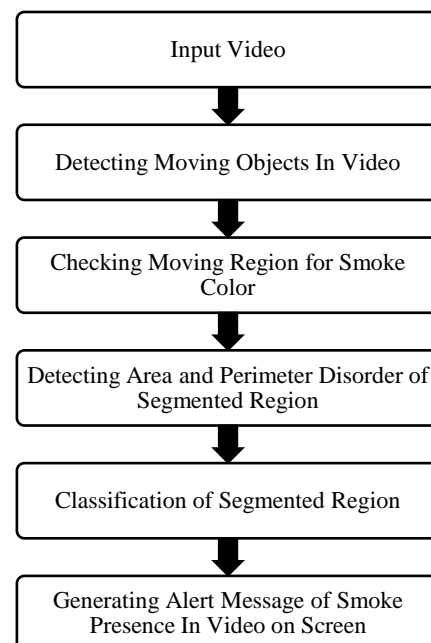 Input Video
Detecting Moving Objects In Video
Checking Moving Region for Smoke
Color
Detecting Area and Perimeter Disorder of
Segmented Region
Classification of Segmented Region
Generating Alert Message of Smoke
Presence In Video on Screen